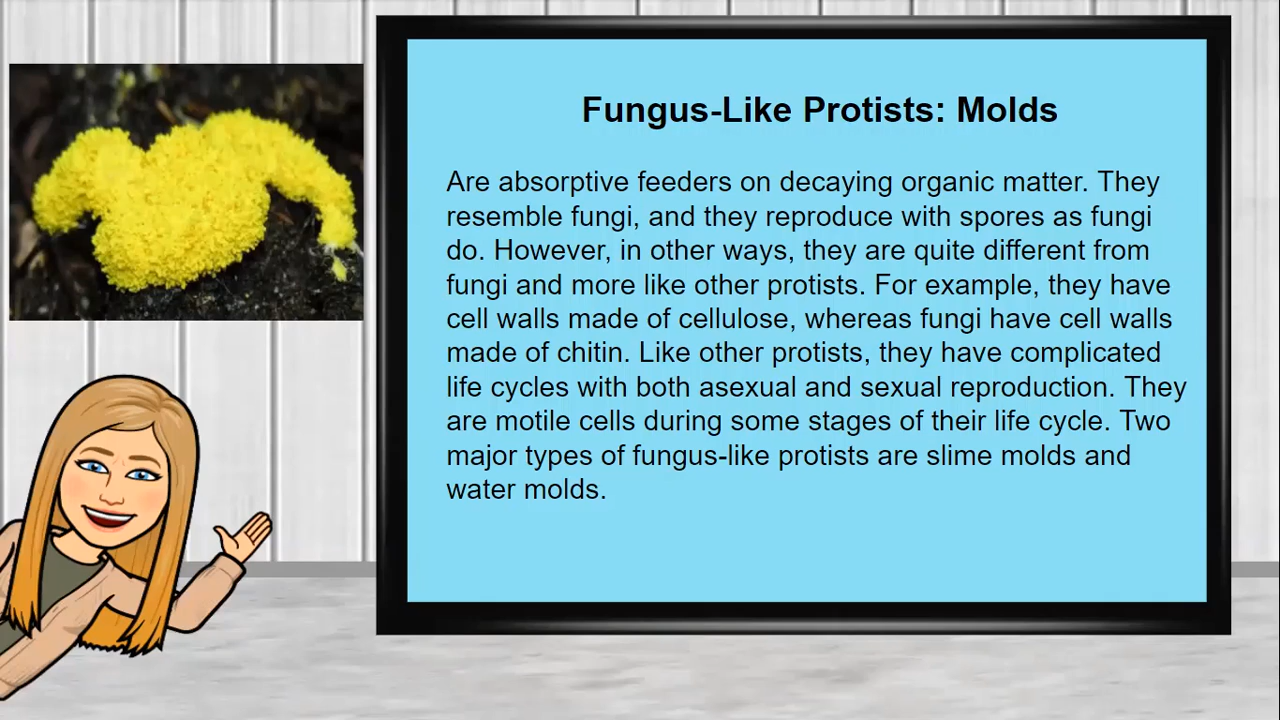 Fungus-Like Protists: Molds
Are absorptive feeders on decaying organic matter. They
resemble fungi, and they reproduce with spores as fungi
do. However, in other ways, they are quite different from
fungi and more like other protists. For example, they have
cell walls made of cellulose, whereas fungi have cell walls
made of chitin. Like other protists, they have complicated
life cycles with both asexual and sexual reproduction. They
are motile cells during some stages of their life cycle. Two
major types of fungus-like protists are slime molds and
water molds.